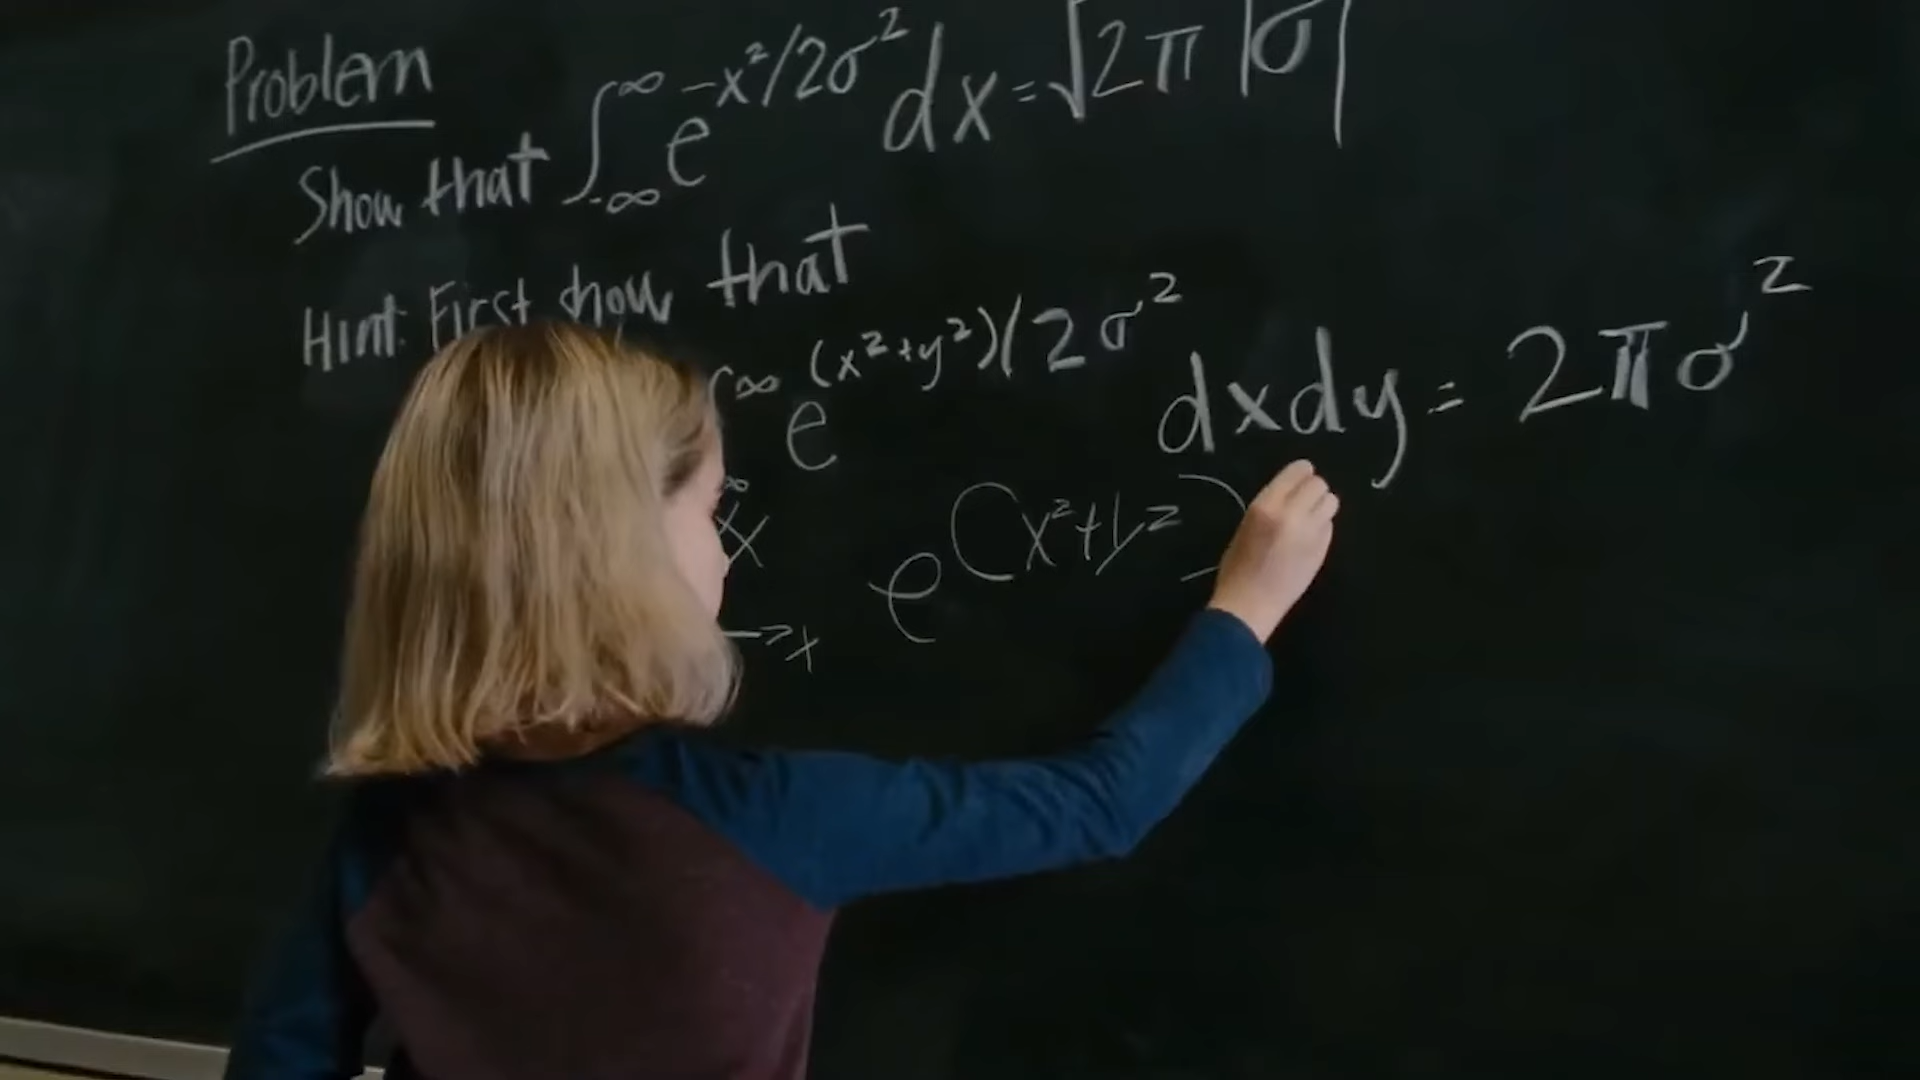 Problem
Show that ∫_{-∞}^{∞} e^{-x²/2σ²} dx = √2π |σ|
Hint: First show that
∫^{∞} e^{(x²+y²)/2σ²} dxdy = 2πσ²
∞
x e^{(x²+y²)}
→x